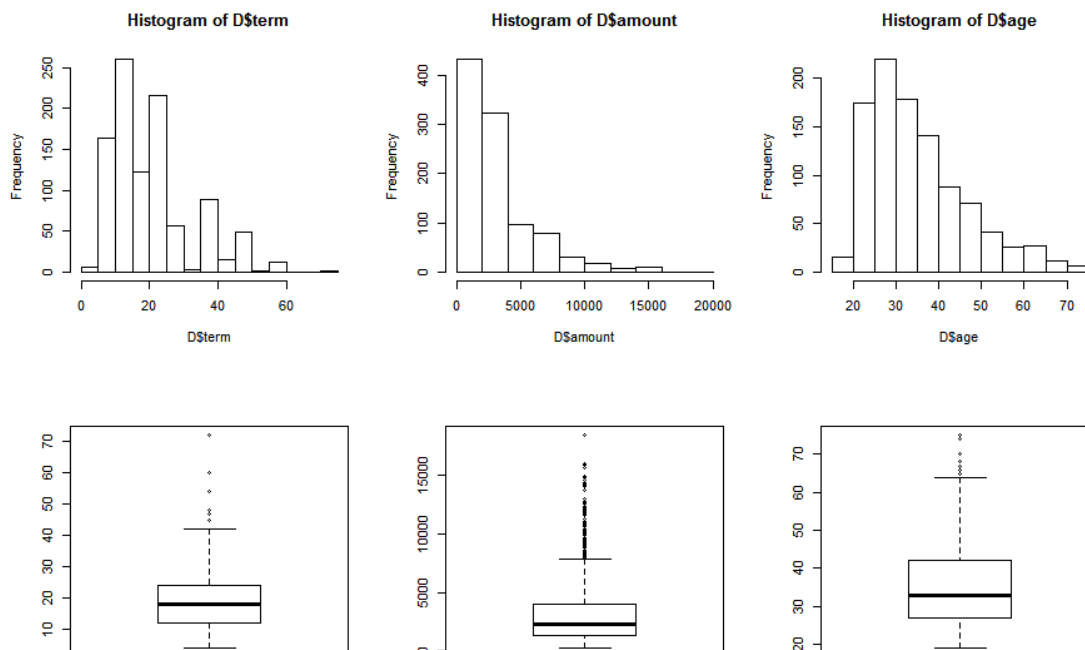 Histogram of D$term
Frequency
0 50 100 150 200 250
0 20 40 60
D$term
Histogram of D$amount
Frequency
0 100 200 300 400
0 5000 10000 15000 20000
D$amount
Histogram of D$age
Frequency
0 50 100 150 200
20 30 40 50 60 70
D$age
10 20 30 40 50 60 70
5000 10000 15000
20 30 40 50 60 70